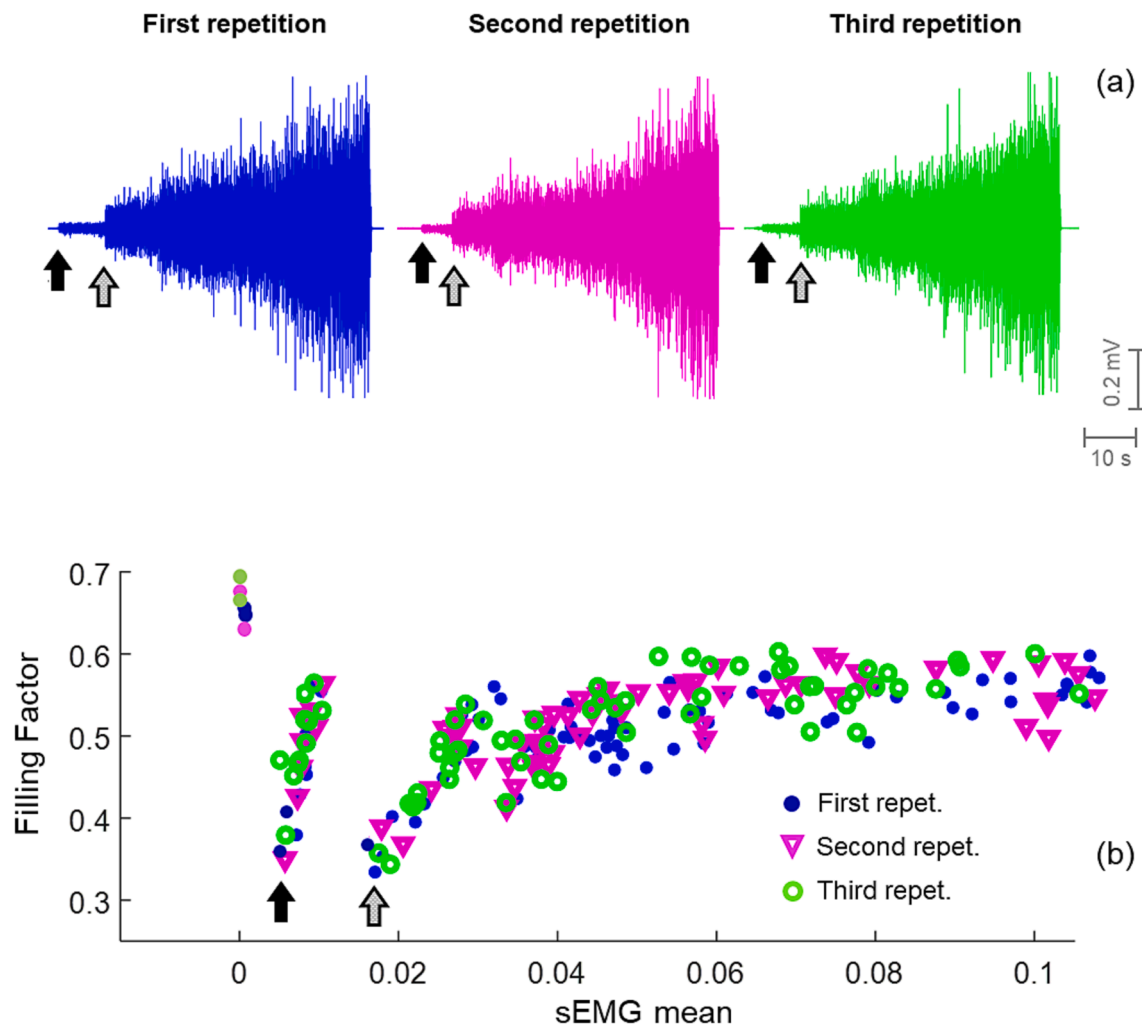 First repetition Second repetition Third repetition
(a)
0.2 mV
10 s
0.7
0.6
0.5
0.4
0.3
Filling Factor
First repet.
Second repet.
Third repet.
(b)
0 0.02 0.04 0.06 0.08 0.1
sEMG mean